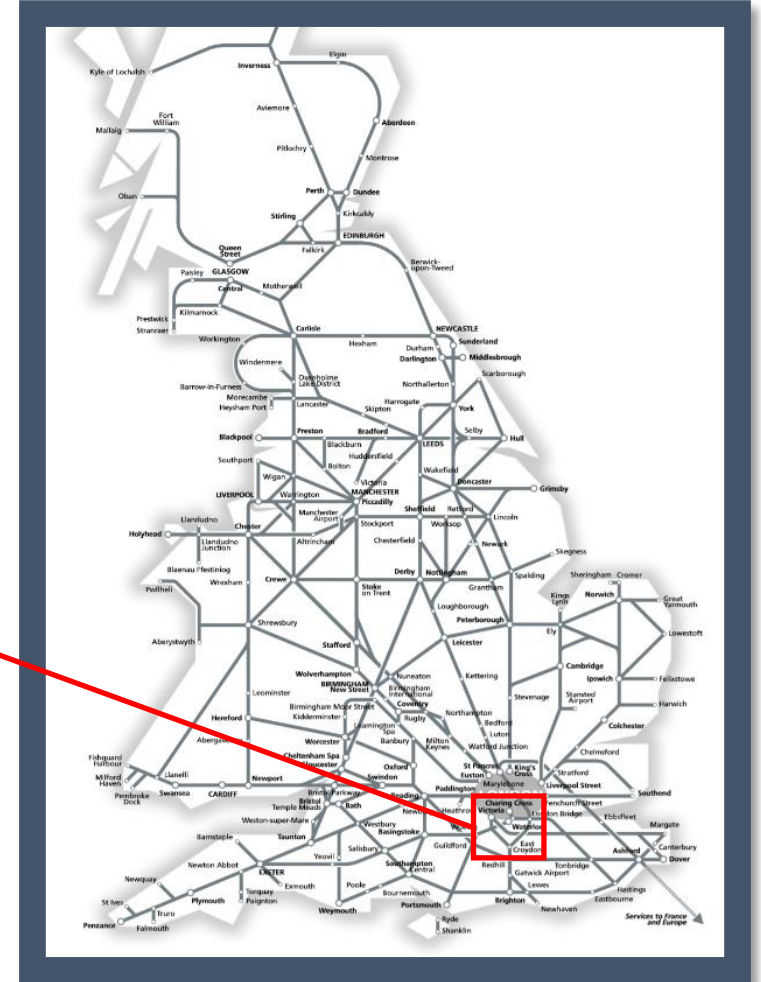 Elgin
Inverness
Kyle of Lochalsh
Aviemore
Fort
William
Mallaig
Aberdeen
Pitlochry
Montrose
Perth
Dundee
Oban
Stirling
Kirkcaldy
EDINBURGH
Queen
Street
Falkirk
Berwick-
upon-Tweed
Paisley
GLASGOW
Central
Motherwell
Prestwick
Kilmarnock
Stranraer
Carlisle
NEWCASTLE
Workington
Hexham
Sunderland
Durham
Darlington
Middlesbrough
Windermere
Oxenholme
Lake District
Scarborough
Barrow-in-Furness
Northallerton
Morecambe
Lancaster
Harrogate
Heysham Port
Skipton
York
Blackpool
Preston
Bradford
LEEDS
Selby
Hull
Blackburn
Huddersfield
Southport
Bolton
Wakefield
Wigan
Victoria
Doncaster
LIVERPOOL
Warrington
MANCHESTER
Piccadilly
Grimsby
Sheffield
Retford
Manchester
Airport
Lincoln
Llandudno
Chester
Stockport
Worksop
Holyhead
Llandudno
Junction
Altrincham
Chesterfield
Newark
Skegness
Blaenau Ffestiniog
Crewe
Derby
Nottingham
Sheringham
Cromer
Pwllheli
Wrexham
Stoke
on Trent
Grantham
Spalding
Kings
Lynn
Norwich
Great
Yarmouth
Loughborough
Peterborough
Shrewsbury
Ely
Lowestoft
Aberystwyth
Stafford
Leicester
Wolverhampton
Nuneaton
Kettering
Cambridge
BIRMINGHAM
New Street
Birmingham
International
Ipswich
Felixstowe
Leominster
Stevenage
Stansted
Airport
Birmingham Moor Street
Coventry
Harwich
Hereford
Kidderminster
Rugby
Northampton
Leamington
Spa
Bedford
Colchester
Worcester
Banbury
Milton
Keynes
Luton
Watford Junction
Chelmsford
Fishguard
Harbour
Cheltenham Spa
Gloucester
Oxford
St Pancras
King's
Cross
Euston
Stratford
Milford
Haven
Llanelli
Newport
Swindon
Paddington
Marylebone
Liverpool Street
Pembroke
Dock
Swansea
CARDIFF
Bristol Parkway
Reading
Southend
Bristol
Temple Meads
Bath
Charing Cross
Fenchurch Street
Victoria
London Bridge
Ebbsfleet
Weston-super-Mare
Westbury
Waterloo
Margate
Barnstaple
Taunton
Basingstoke
Guildford
East
Croydon
Canterbury
Salisbury
Redhill
Tonbridge
Ashford
Dover
Yeovil
Newton Abbot
EXETER
Southampton
Central
Gatwick Airport
Newquay
Exmouth
Poole
Lewes
Hastings
St Ives
Plymouth
Torquay
Paignton
Bournemouth
Eastbourne
Truro
Weymouth
Portsmouth
Brighton
Newhaven
Penzance
Falmouth
Ryde
Shanklin
Services to France
and Europe